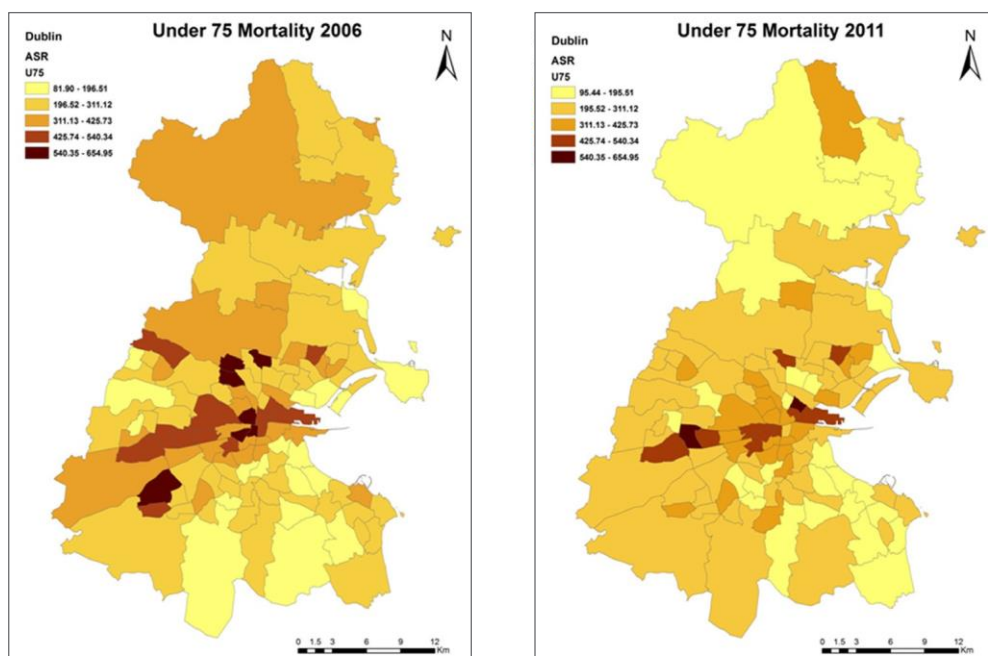 Under 75 Mortality 2006
Dublin
ASR
U75
81.90 - 196.51
196.52 - 311.12
311.13 - 425.73
425.74 - 540.34
540.35 - 654.95
N
0 1.5 3 6 9 12
Km
Under 75 Mortality 2011
Dublin
ASR
U75
95.44 - 195.51
195.52 - 311.12
311.13 - 425.73
425.74 - 540.34
540.35 - 654.95
N
0 1.5 3 6 9 12
Km